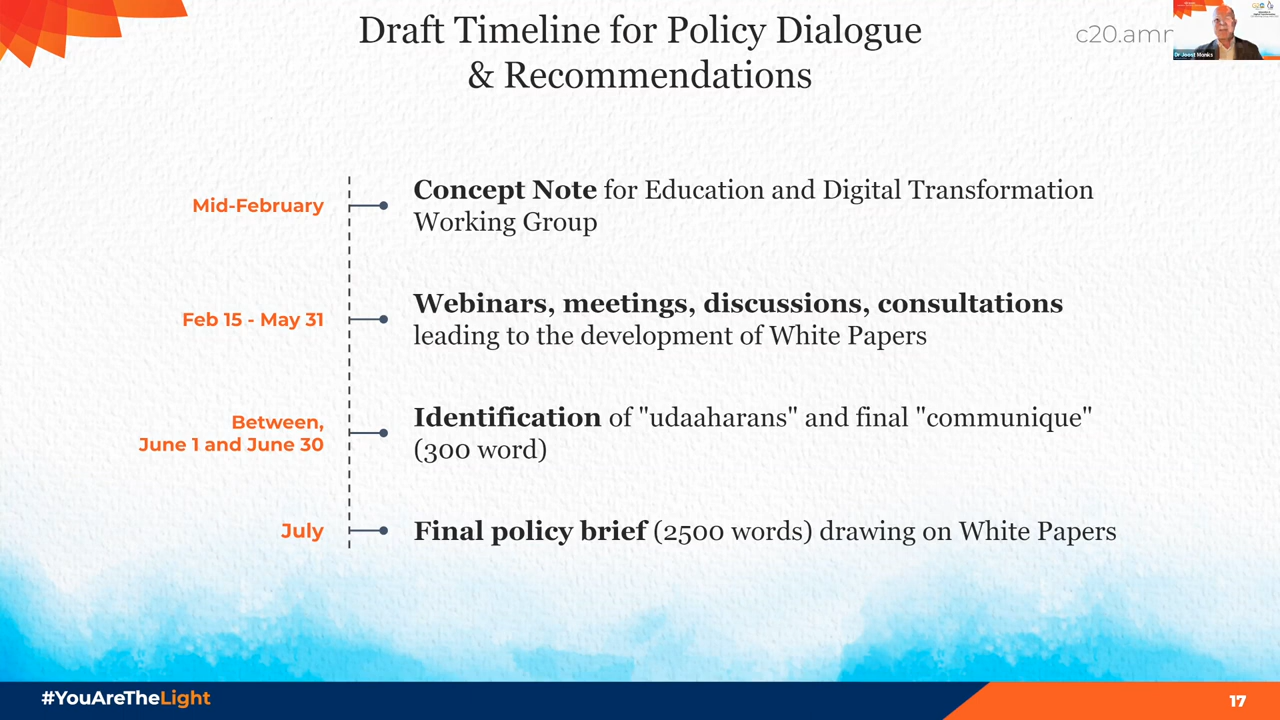 Draft Timeline for Policy Dialogue
& Recommendations
c20.amr
Dr Joost Monks
Mid-February
Concept Note for Education and Digital Transformation
Working Group
Feb 15 - May 31
Webinars, meetings, discussions, consultations
leading to the development of White Papers
Between,
June 1 and June 30
Identification of "udaaharans" and final "communique"
(300 word)
July
Final policy brief (2500 words) drawing on White Papers
#YouAreTheLight
17